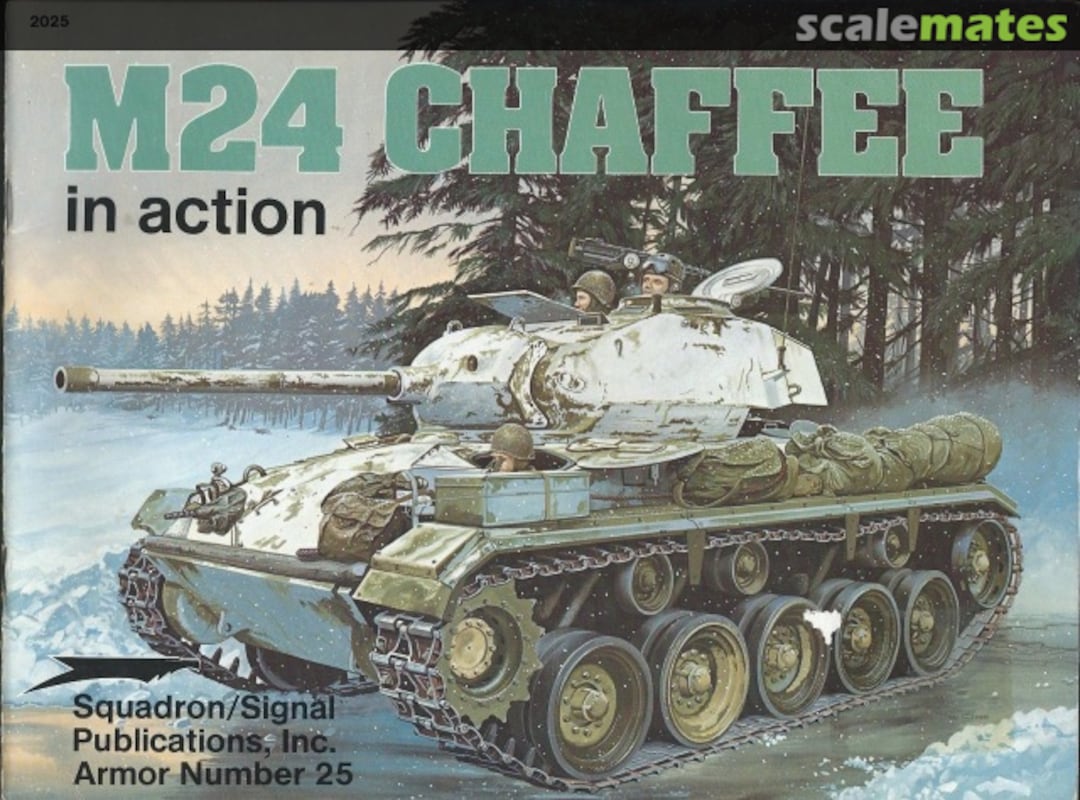 2025
scalemates
M24 CHAFFEE
in action
Squadron/Signal
Publications, Inc.
Armor Number 25